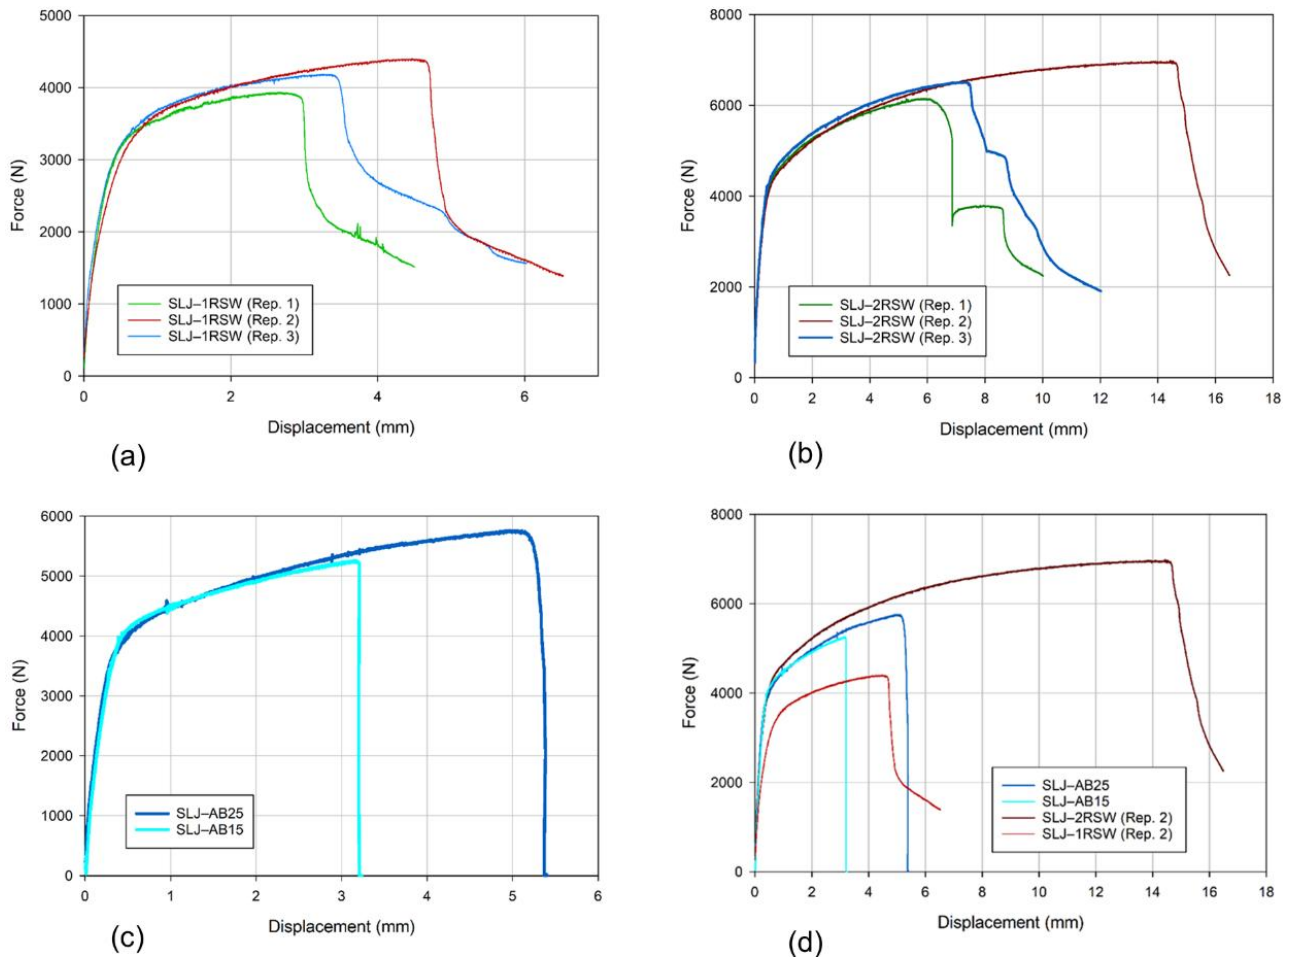 5000
4000
3000
2000
1000
0
Force (N)
SLJ–1RSW (Rep. 1)
SLJ–1RSW (Rep. 2)
SLJ–1RSW (Rep. 3)
0 2 4 6
Displacement (mm)
(a)
8000
6000
4000
2000
0
Force (N)
SLJ–2RSW (Rep. 1)
SLJ–2RSW (Rep. 2)
SLJ–2RSW (Rep. 3)
0 2 4 6 8 10 12 14 16 18
Displacement (mm)
(b)
6000
5000
4000
3000
2000
1000
0
Force (N)
SLJ–AB25
SLJ–AB15
0 1 2 3 4 5 6
Displacement (mm)
(c)
8000
6000
4000
2000
0
Force (N)
SLJ–AB25
SLJ–AB15
SLJ–2RSW (Rep. 2)
SLJ–1RSW (Rep. 2)
0 2 4 6 8 10 12 14 16 18
Displacement (mm)
(d)